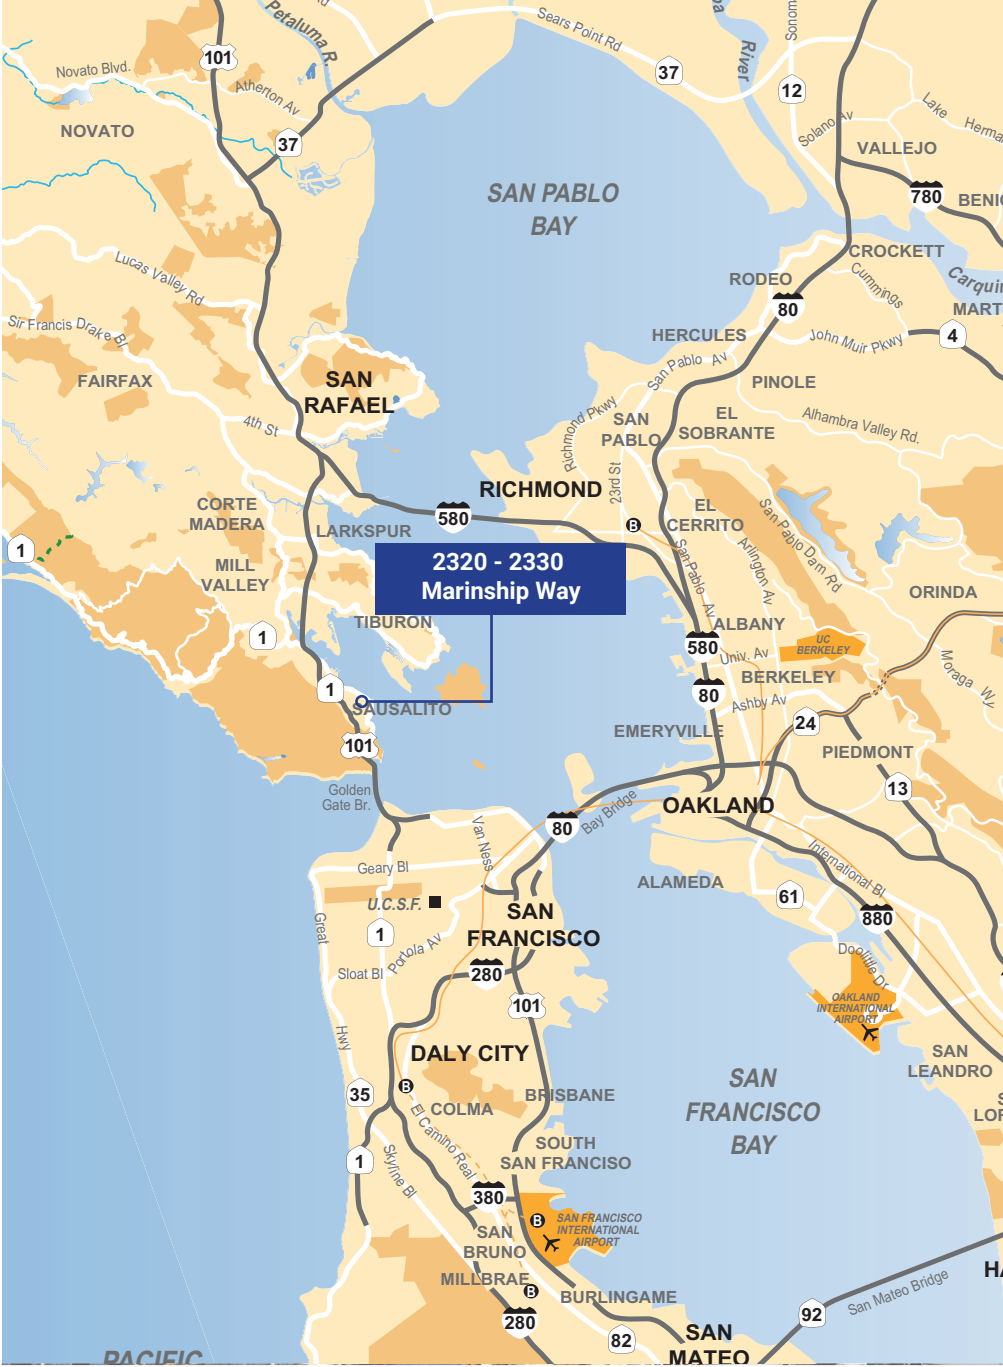 Petaluma R.
Rd
Sears Point Rd
River
Sonom
101
Novato Blvd.
Atherton Av
37
12
NOVATO
37
Solano Av
Lake
Herma
VALLEJO
780
BENI
SAN PABLO
BAY
CROCKETT
Lucas Valley Rd
RODEO
Cummings
Carquin
MART
80
Sir Francis Drake Bl
HERCULES
John Muir Pkwy
4
FAIRFAX
SAN
RAFAEL
San Pablo Av
PINOLE
4th St
Richmond Pkwy
SAN
PABLO
EL
SOBRANTE
Alhambra Valley Rd.
23rd St
RICHMOND
580
CORTE
MADERA
LARKSPUR
B
EL
CERRITO
San Pablo Dam Rd
Arlington Av
San Pablo Av
1
MILL
VALLEY
2320 - 2330
Marinship Way
ORINDA
TIBURON
1
ALBANY
580
UC
BERKELEY
Univ. Av
BERKELEY
Moraga Wy
1
80
Ashby Av
SAUSALITO
24
EMERYVILLE
PIEDMONT
101
Golden
Gate Br.
13
Bay Bridge
OAKLAND
80
Van Ness
International Bl
Geary Bl
ALAMEDA
61
U.C.S.F.
SAN
FRANCISCO
880
Great
1
Portola Av
Sloat Bl
280
Doolittle Dr
OAKLAND
INTERNATIONAL
AIRPORT
101
Hwy
DALY CITY
SAN
LEANDRO
B
SAN
FRANCISCO
BAY
35
COLMA
BRISBANE
El Camino Real
LOR
1
Skyline Bl
SOUTH
SAN FRANCISO
380
B
SAN FRANCISCO
INTERNATIONAL
AIRPORT
SAN
BRUNO
MILLBRAE
B
BURLINGAME
HA
San Mateo Bridge
92
280
82
SAN
MATEO
PACIFIC